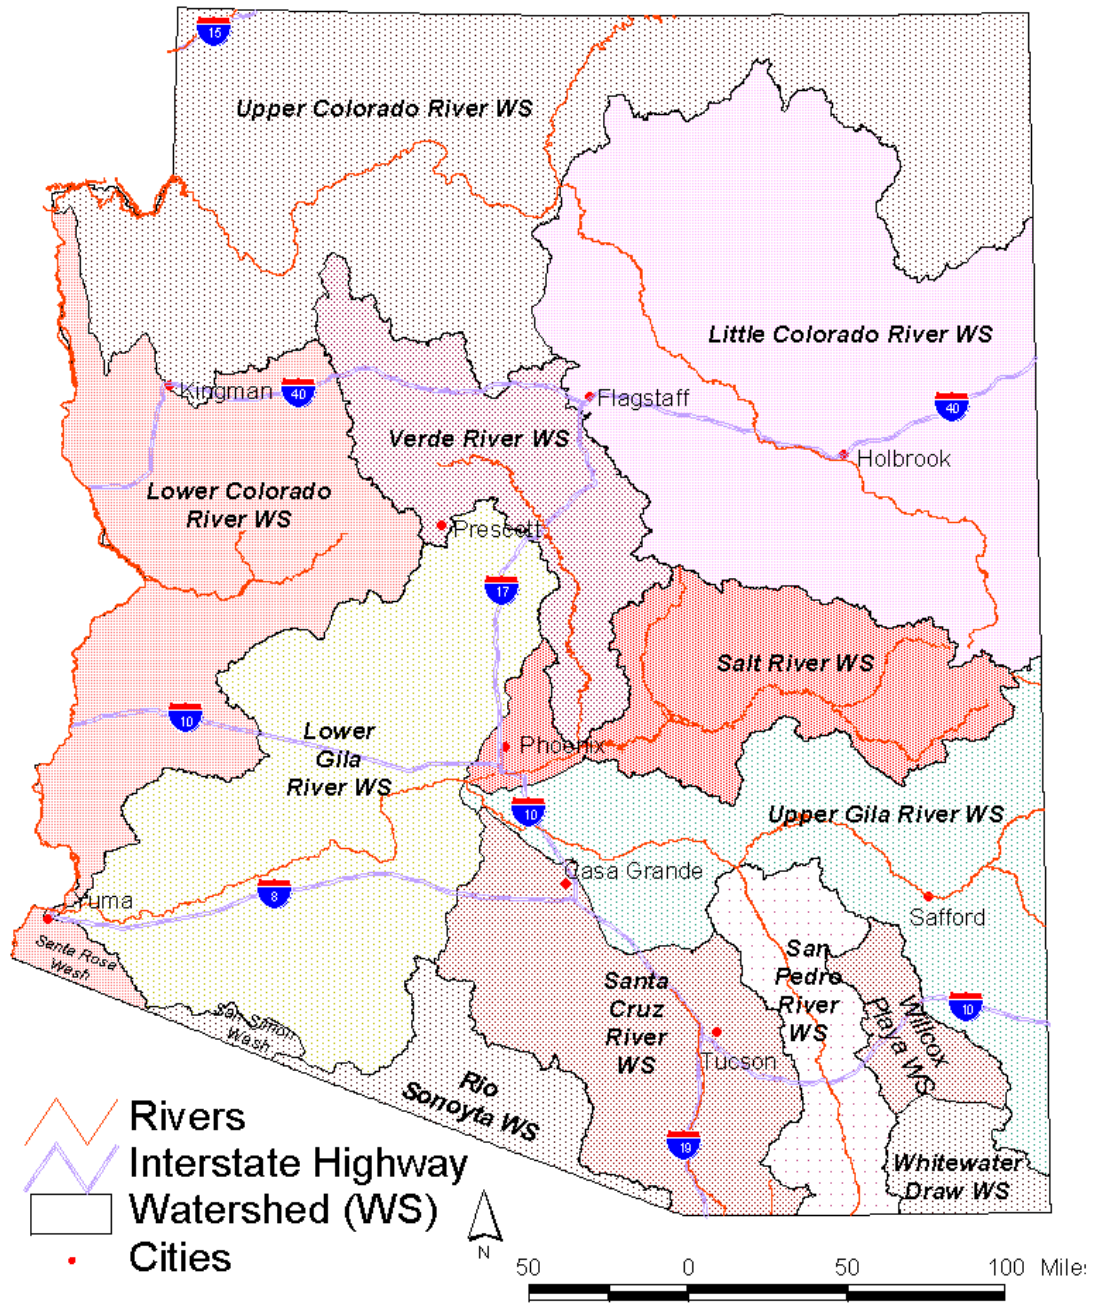 15
Upper Colorado River WS
Little Colorado River WS
Kingman
40
Flagstaff
40
Verde River WS
Holbrook
Lower Colorado
River WS
Prescott
17
Salt River WS
10
Lower
Gila
River WS
Phoenix
10
Upper Gila River WS
Casa Grande
8
Yuma
Safford
Santa Rosa
Wash
San Pedro
River
WS
Santa
Cruz
River
WS
Willcox
Playa WS
10
San Simon
Wash
Tucson
Rio
Sonoyta WS
19
Whitewater
Draw WS
Rivers
Interstate Highway
Watershed (WS)
Cities
N
50 0 50 100 Miles